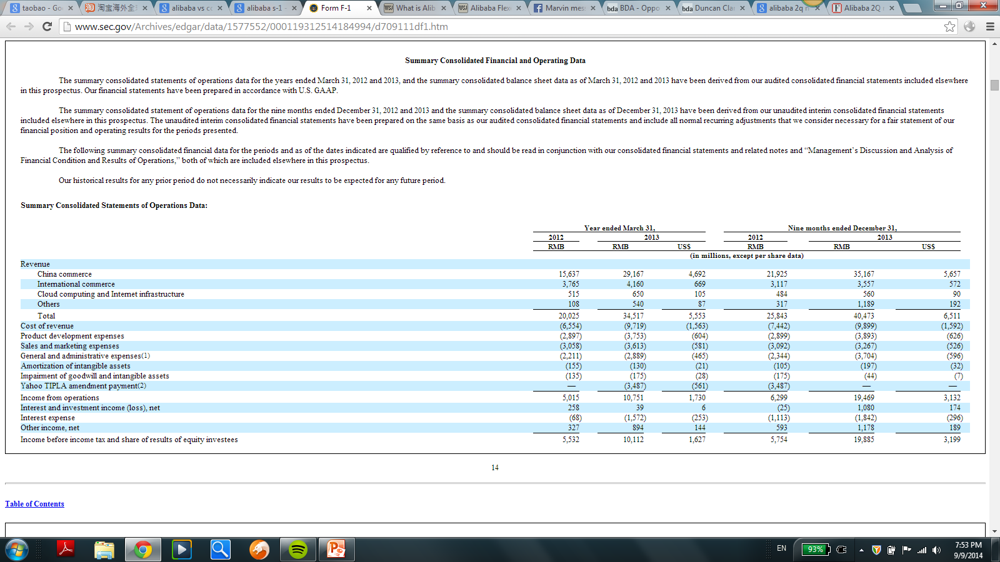 taobao - Go
淘宝海外全
alibaba vs co
alibaba s-1
Form F-1
What is Alib
Alibaba Flex
Marvin mes
BDA - Oppo
Duncan Cla
alibaba 2q
Alibaba 2Q
www.sec.gov/Archives/edgar/data/1577552/000119312514184994/d709111df1.htm
Summary Consolidated Financial and Operating Data
The summary consolidated statements of operations data for the years ended March 31, 2012 and 2013, and the summary consolidated balance sheet data as of March 31, 2012 and 2013 have been derived from our audited consolidated financial statements included elsewhere
in this prospectus. Our financial statements have been prepared in accordance with U.S. GAAP.
The summary consolidated statement of operations data for the nine months ended December 31, 2012 and 2013 and the summary consolidated balance sheet data as of December 31, 2013 have been derived from our unaudited interim consolidated financial statements
included elsewhere in this prospectus. The unaudited interim consolidated financial statements have been prepared on the same basis as our audited consolidated financial statements and include all normal recurring adjustments that we consider necessary for a fair statement of our
financial position and operating results for the periods presented.
The following summary consolidated financial data for the periods and as of the dates indicated are qualified by reference to and should be read in conjunction with our consolidated financial statements and related notes and “Management’s Discussion and Analysis of
Financial Condition and Results of Operations,” both of which are included elsewhere in this prospectus.
Our historical results for any prior period do not necessarily indicate our results to be expected for any future period.
Summary Consolidated Statements of Operations Data:
Year ended March 31, Nine months ended December 31,
2012 2013 2012 2013
RMB RMB US$ RMB RMB US$
(in millions, except per share data)
Revenue
China commerce 15,637 29,167 4,692 21,925 35,167 5,657
International commerce 3,765 4,160 669 3,117 3,557 572
Cloud computing and Internet infrastructure 515 650 105 484 560 90
Others 108 540 87 317 1,189 192
Total 20,025 34,517 5,553 25,843 40,473 6,511
Cost of revenue (6,554) (9,719) (1,563) (7,442) (9,899) (1,592)
Product development expenses (2,897) (3,753) (604) (2,899) (3,893) (626)
Sales and marketing expenses (3,058) (3,613) (581) (3,092) (3,267) (526)
General and administrative expenses(1) (2,211) (2,889) (465) (2,344) (3,704) (596)
Amortization of intangible assets (155) (130) (21) (105) (197) (32)
Impairment of goodwill and intangible assets (135) (175) (28) (175) (44) (7)
Yahoo TIPLA amendment payment(2) — (3,487) (561) (3,487) — —
Income from operations 5,015 10,751 1,730 6,299 19,469 3,132
Interest and investment income (loss), net 258 39 6 (25) 1,080 174
Interest expense (68) (1,572) (253) (1,113) (1,842) (296)
Other income, net 327 894 144 593 1,178 189
Income before income tax and share of results of equity investees 5,532 10,112 1,627 5,754 19,885 3,199
14
Table of Contents
EN
93%
7:53 PM
9/9/2014